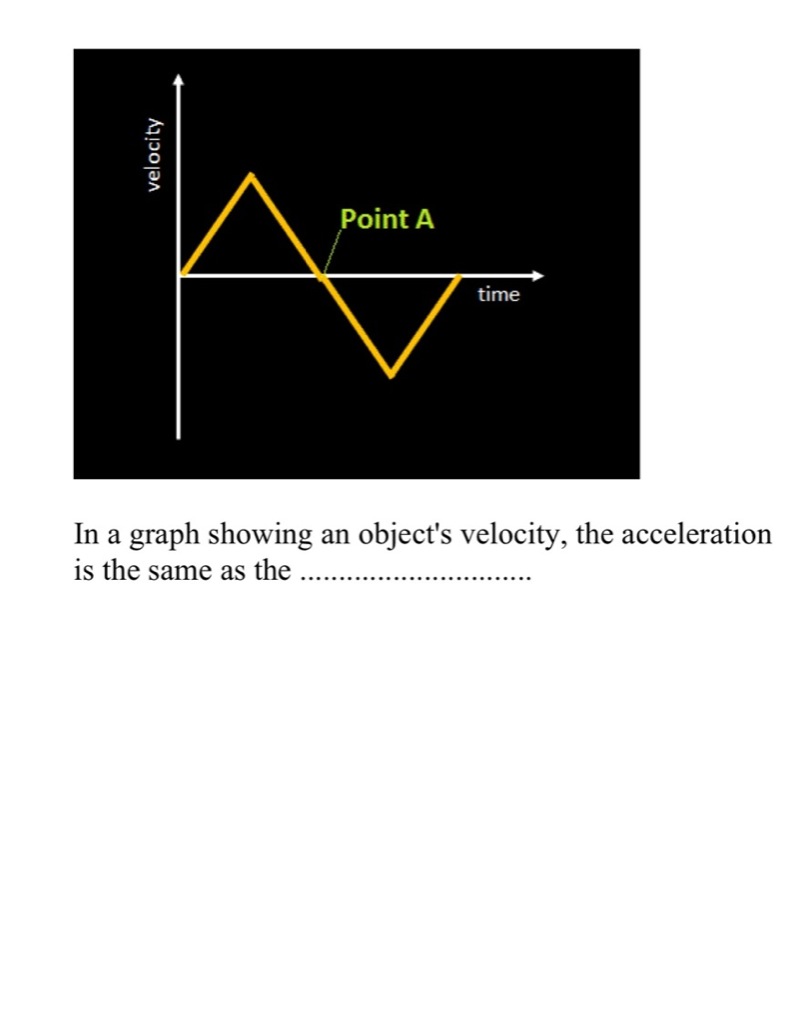 velocity
Point A
time
In a graph showing an object's velocity, the acceleration
is the same as the ..............................